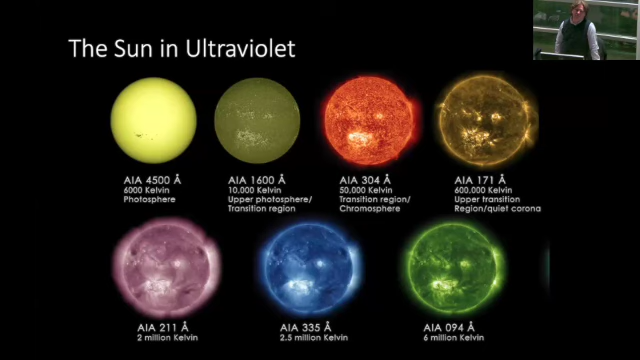 The Sun in Ultraviolet
AIA 4500 Å
6000 Kelvin
Photosphere
AIA 1600 Å
10,000 Kelvin
Upper photosphere/
Transition region
AIA 304 Å
50,000 Kelvin
Transition region/
Chromosphere
AIA 171 Å
600,000 Kelvin
Upper transition
Region/quiet corona
AIA 211 Å
2 million Kelvin
AIA 335 Å
2.5 million Kelvin
AIA 094 Å
6 million Kelvin